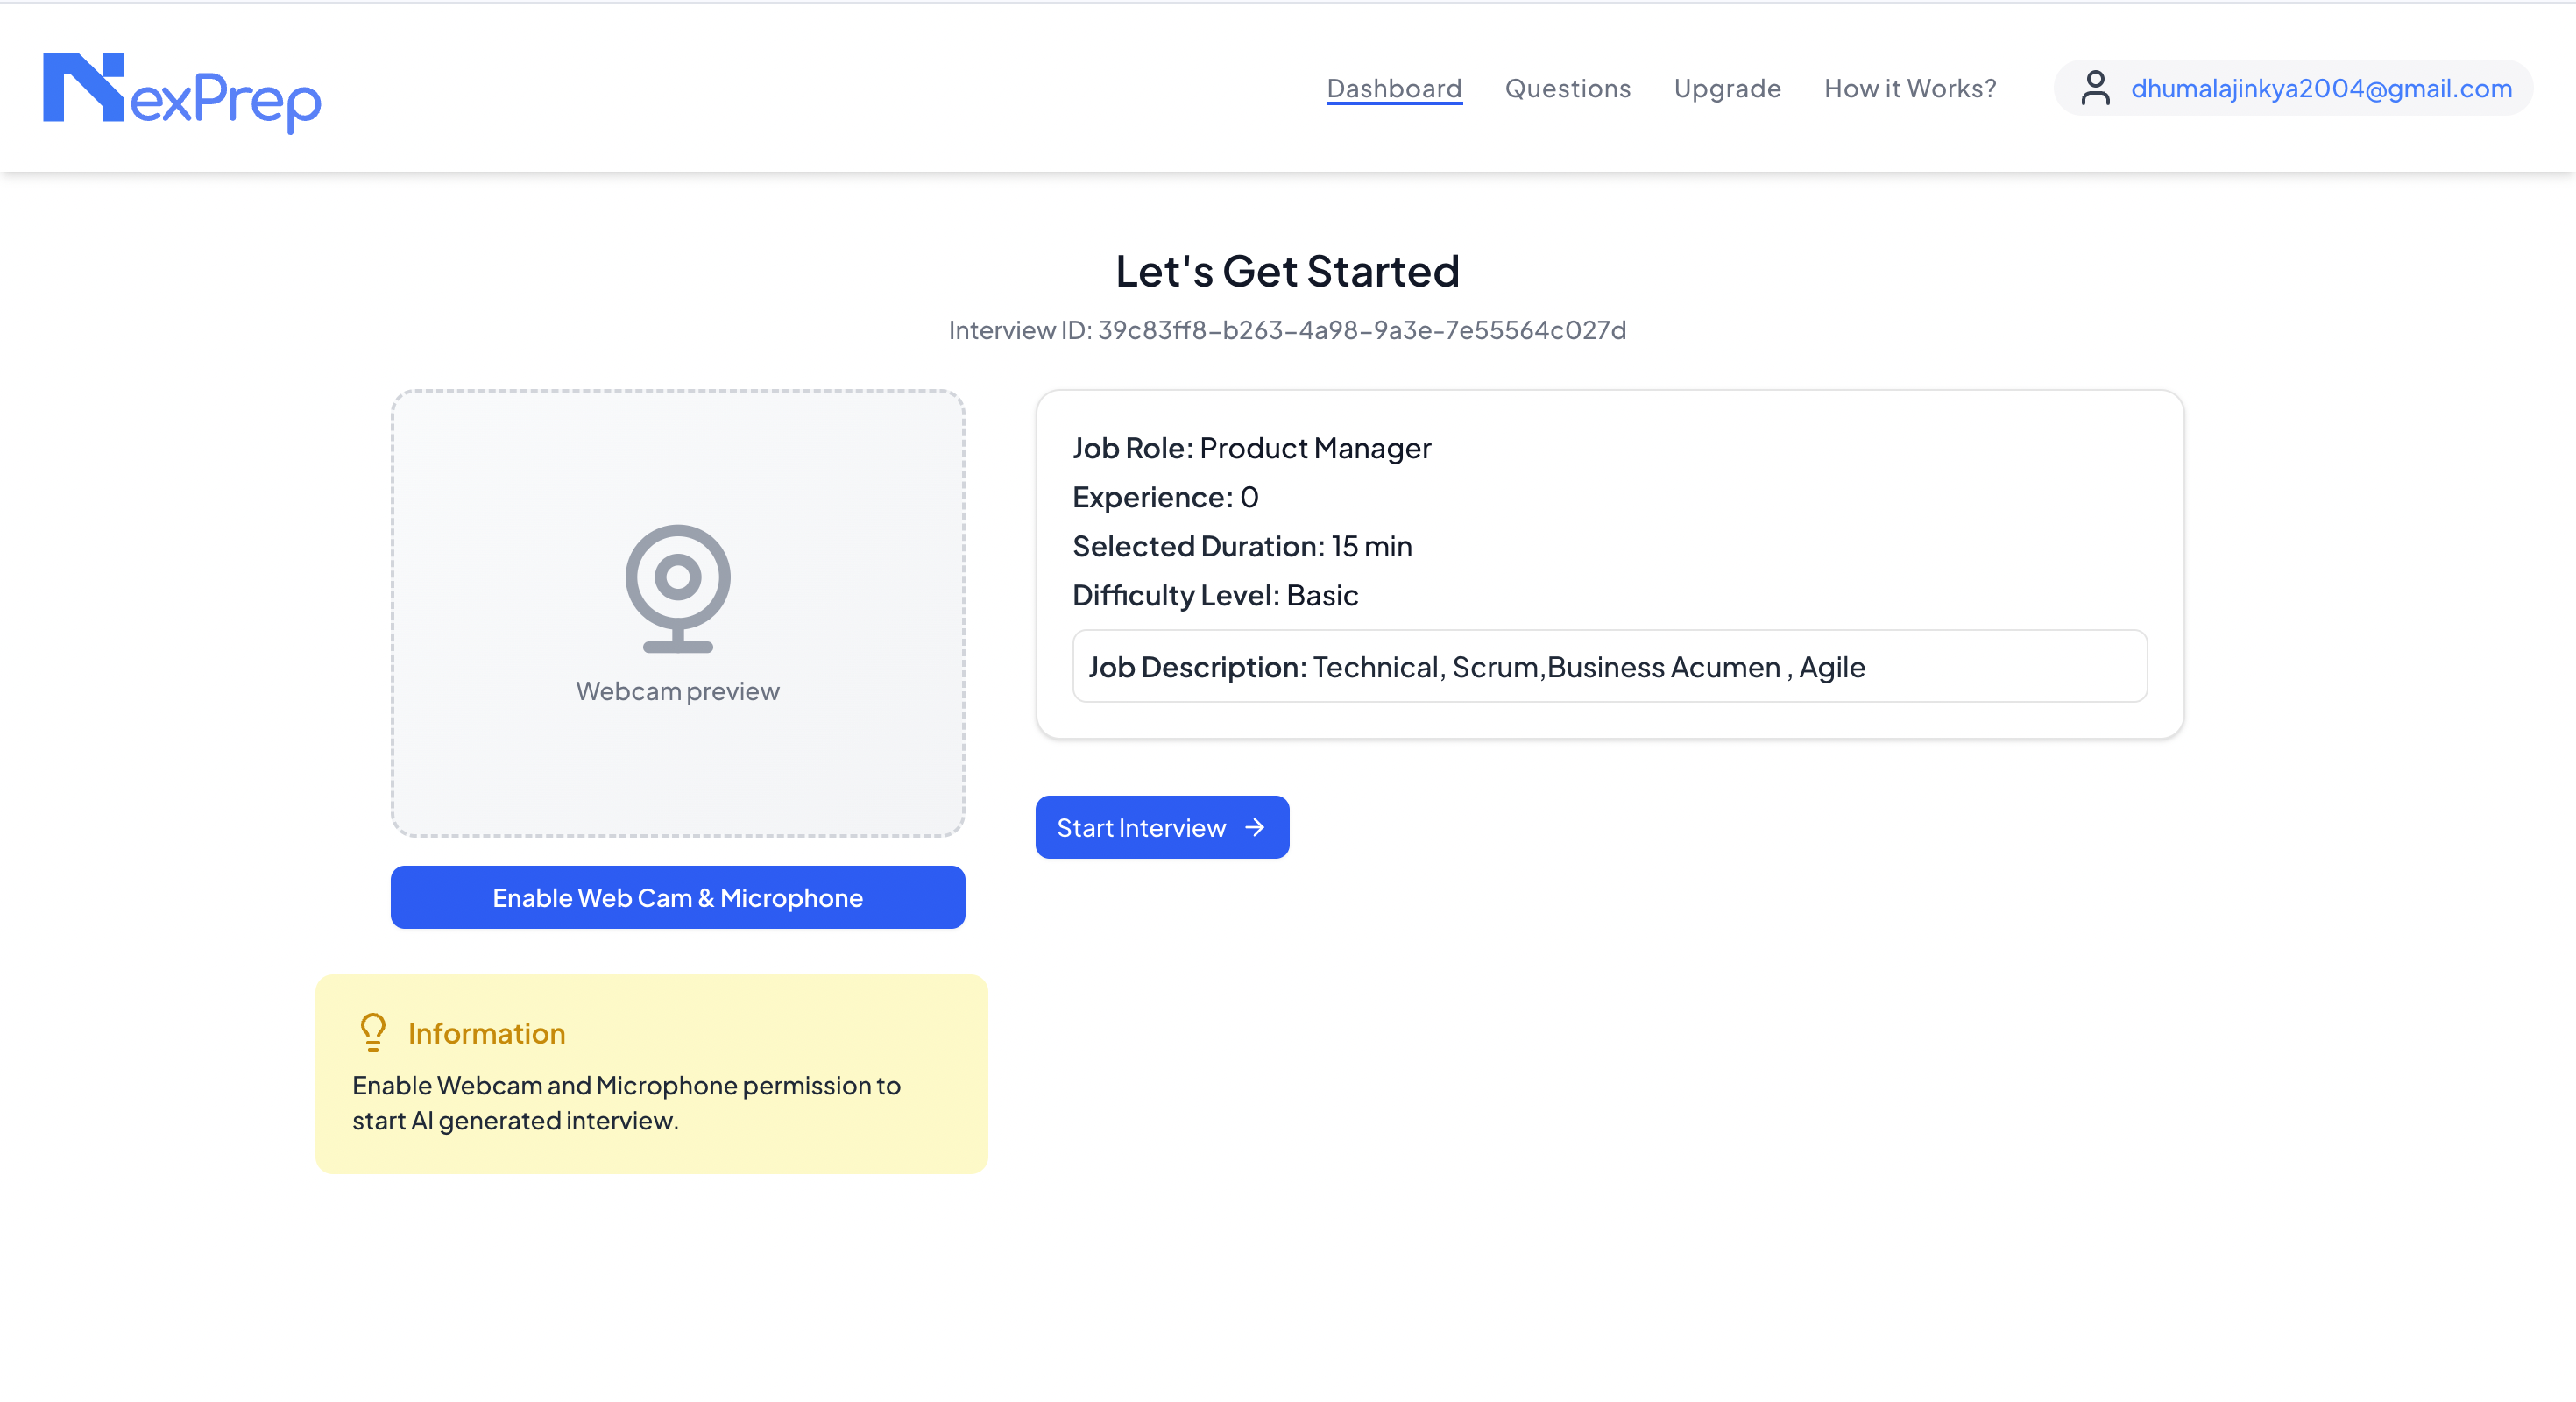 NexPrep
Dashboard Questions Upgrade How it Works? dhumalajinkya2004@gmail.com
Let's Get Started
Interview ID: 39c83ff8-b263-4a98-9a3e-7e55564c027d
Webcam preview
Enable Web Cam & Microphone
Information
Enable Webcam and Microphone permission to
start AI generated interview.
Job Role: Product Manager
Experience: 0
Selected Duration: 15 min
Difficulty Level: Basic
Job Description: Technical, Scrum,Business Acumen , Agile
Start Interview